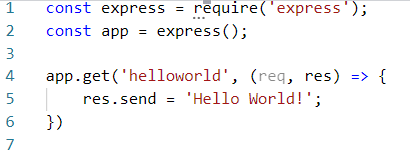 1 const express = require('express');
2 const app = express();
3
4 app.get('helloworld', (req, res) => {
5     res.send = 'Hello World!';
6 })
7